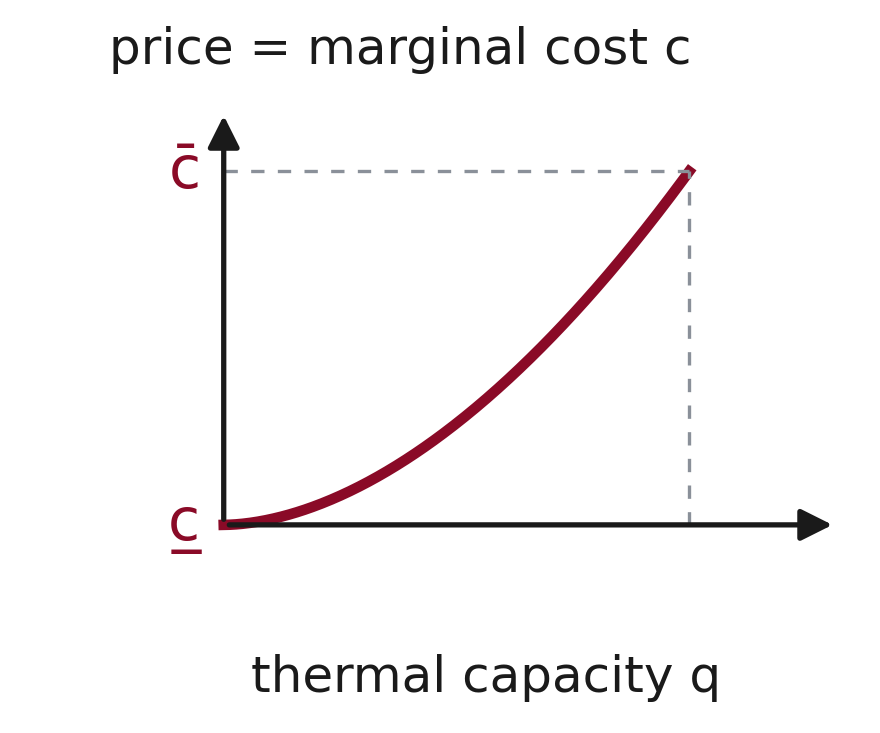 price = marginal cost c
c̄
c̲
thermal capacity q